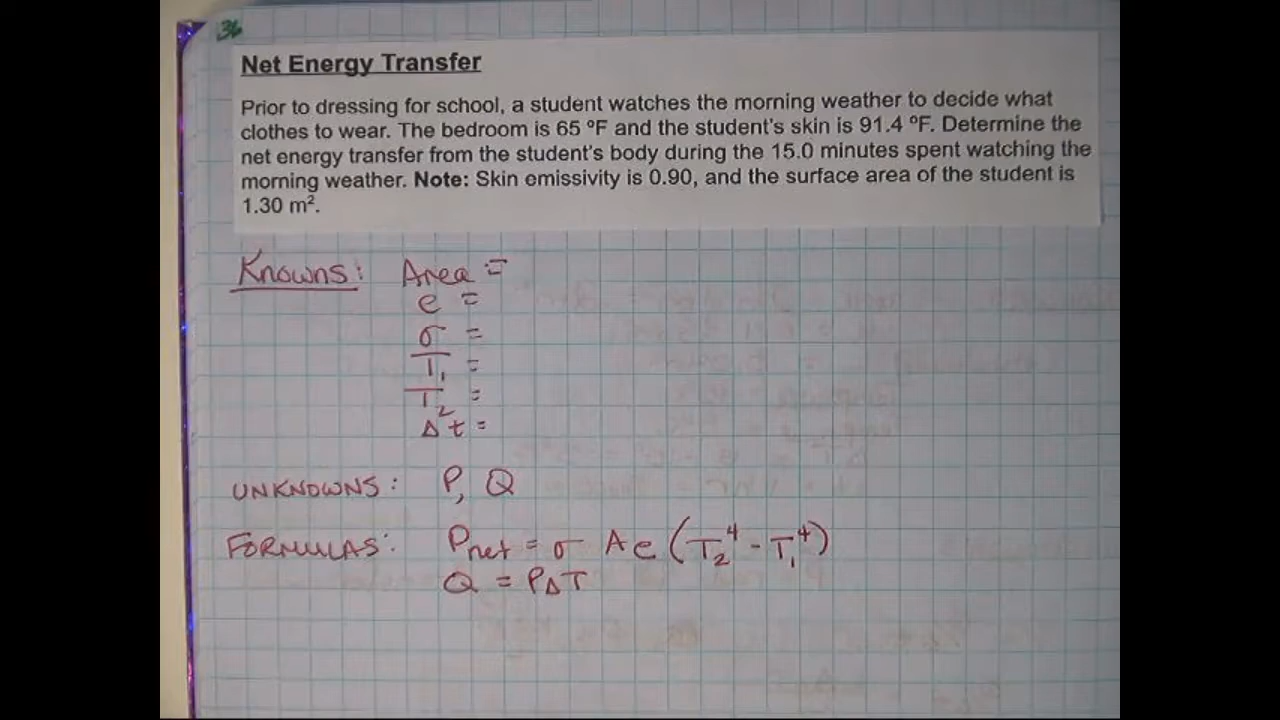 36
Net Energy Transfer
Prior to dressing for school, a student watches the morning weather to decide what
clothes to wear. The bedroom is 65 ºF and the student's skin is 91.4 ºF. Determine the
net energy transfer from the student's body during the 15.0 minutes spent watching the
morning weather. Note: Skin emissivity is 0.90, and the surface area of the student is
1.30 m².
Knowns: Area =
e =
σ =
T₁ =
T₂ =
Δt =
UNKNOWNS: P, Q
FORMULAS: Pnet = σ A e (T₂⁴ - T₁⁴)
Q = PΔT